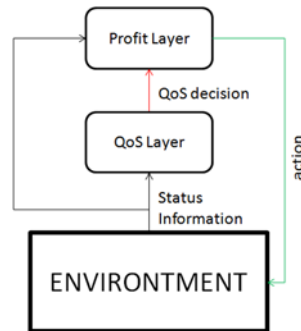 Profit Layer
QoS decision
QoS Layer
action
Status
Information
ENVIRONTMENT